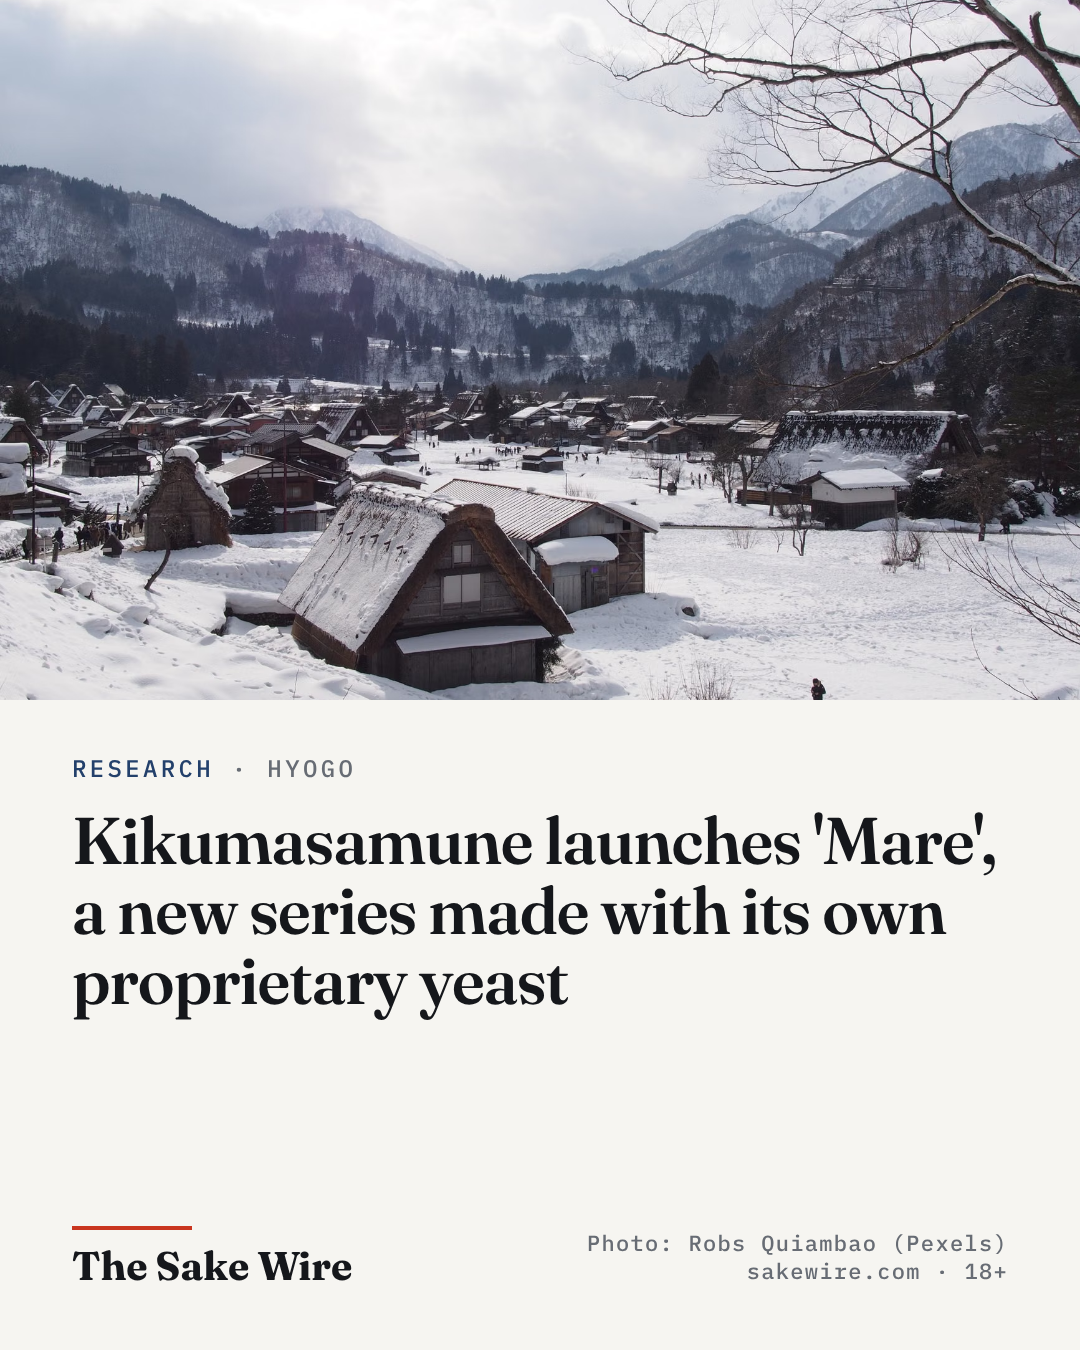 RESEARCH · HYOGO
Kikumasamune launches 'Mare',
a new series made with its own
proprietary yeast
The Sake Wire
Photo: Robs Quiambao (Pexels)
sakewire.com · 18+